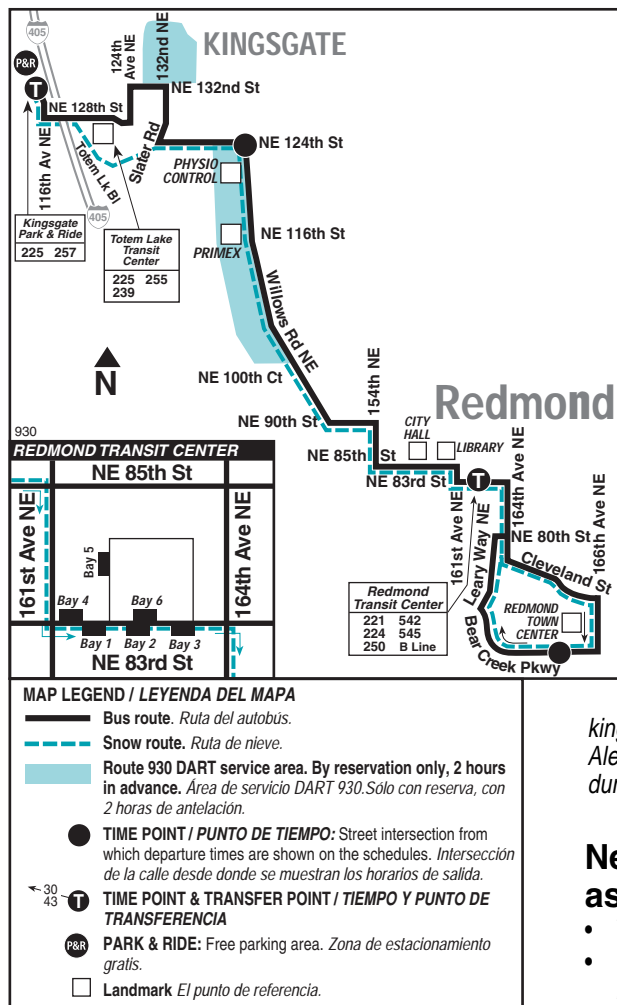 405
KINGSGATE
124th
Ave NE
132nd NE
P&R
T
NE 132nd St
NE 128th St
116th Av NE
Totem Lk Bl
Slater Rd
NE 124th St
PHYSIO
CONTROL
405
Kingsgate
Park & Ride
225 257
Totem Lake
Transit
Center
225 255
239
PRIMEX
NE 116th St
Willows Rd NE
N
NE 100th Ct
154th NE
Redmond
NE 90th St
CITY
HALL
LIBRARY
NE 85th St
NE 83rd St
T
161st Ave NE
Leary Way NE
164th Ave NE
166th Ave NE
NE 80th St
Cleveland St
REDMOND
TOWN
CENTER
Bear Creek Pkwy
Redmond
Transit Center
221 542
224 545
250 B Line
930
REDMOND TRANSIT CENTER
NE 85th St
161st Ave NE
164th Ave NE
Bay 5
Bay 4
Bay 6
Bay 1
Bay 2
Bay 3
NE 83rd St
MAP LEGEND / LEYENDA DEL MAPA
Bus route. Ruta del autobús.
Snow route. Ruta de nieve.
Route 930 DART service area. By reservation only, 2 hours
in advance. Área de servicio DART 930.Sólo con reserva, con
2 horas de antelación.
TIME POINT / PUNTO DE TIEMPO: Street intersection from
which departure times are shown on the schedules. Intersección
de la calle desde donde se muestran los horarios de salida.
30
43
T
TIME POINT & TRANSFER POINT / TIEMPO Y PUNTO DE
TRANSFERENCIA
P&R
PARK & RIDE: Free parking area. Zona de estacionamiento
gratis.
Landmark El punto de referencia.
king
Ale
dur
Ne
as
•
•